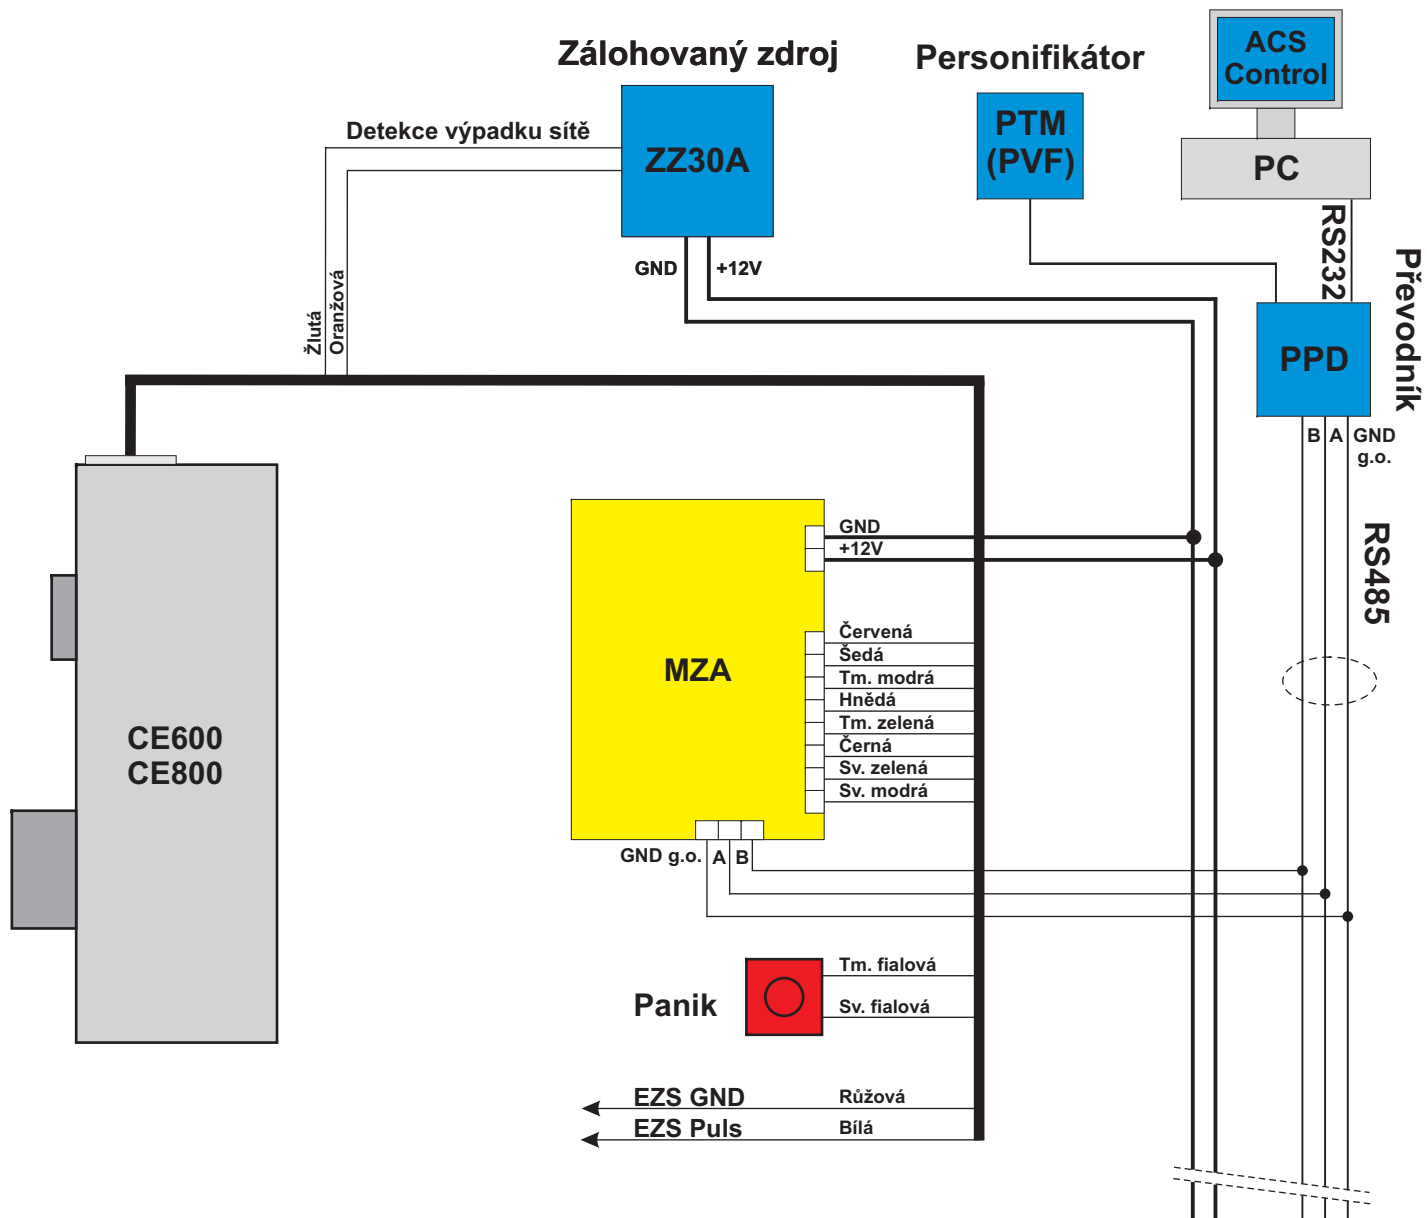 Zálohovaný zdroj
Personifikátor
ACS
Control
Detekce výpadku sítě
ZZ30A
PTM
(PVF)
PC
RS232
Převodník
GND
+12V
Žlutá
Oranžová
PPD
B A GND
g.o.
RS485
GND
+12V
MZA
Červená
Šedá
Tm. modrá
Hnědá
Tm. zelená
Černá
Sv. zelená
Sv. modrá
CE600
CE800
GND g.o. A B
Panik
Tm. fialová
Sv. fialová
EZS GND Růžová
EZS Puls Bílá